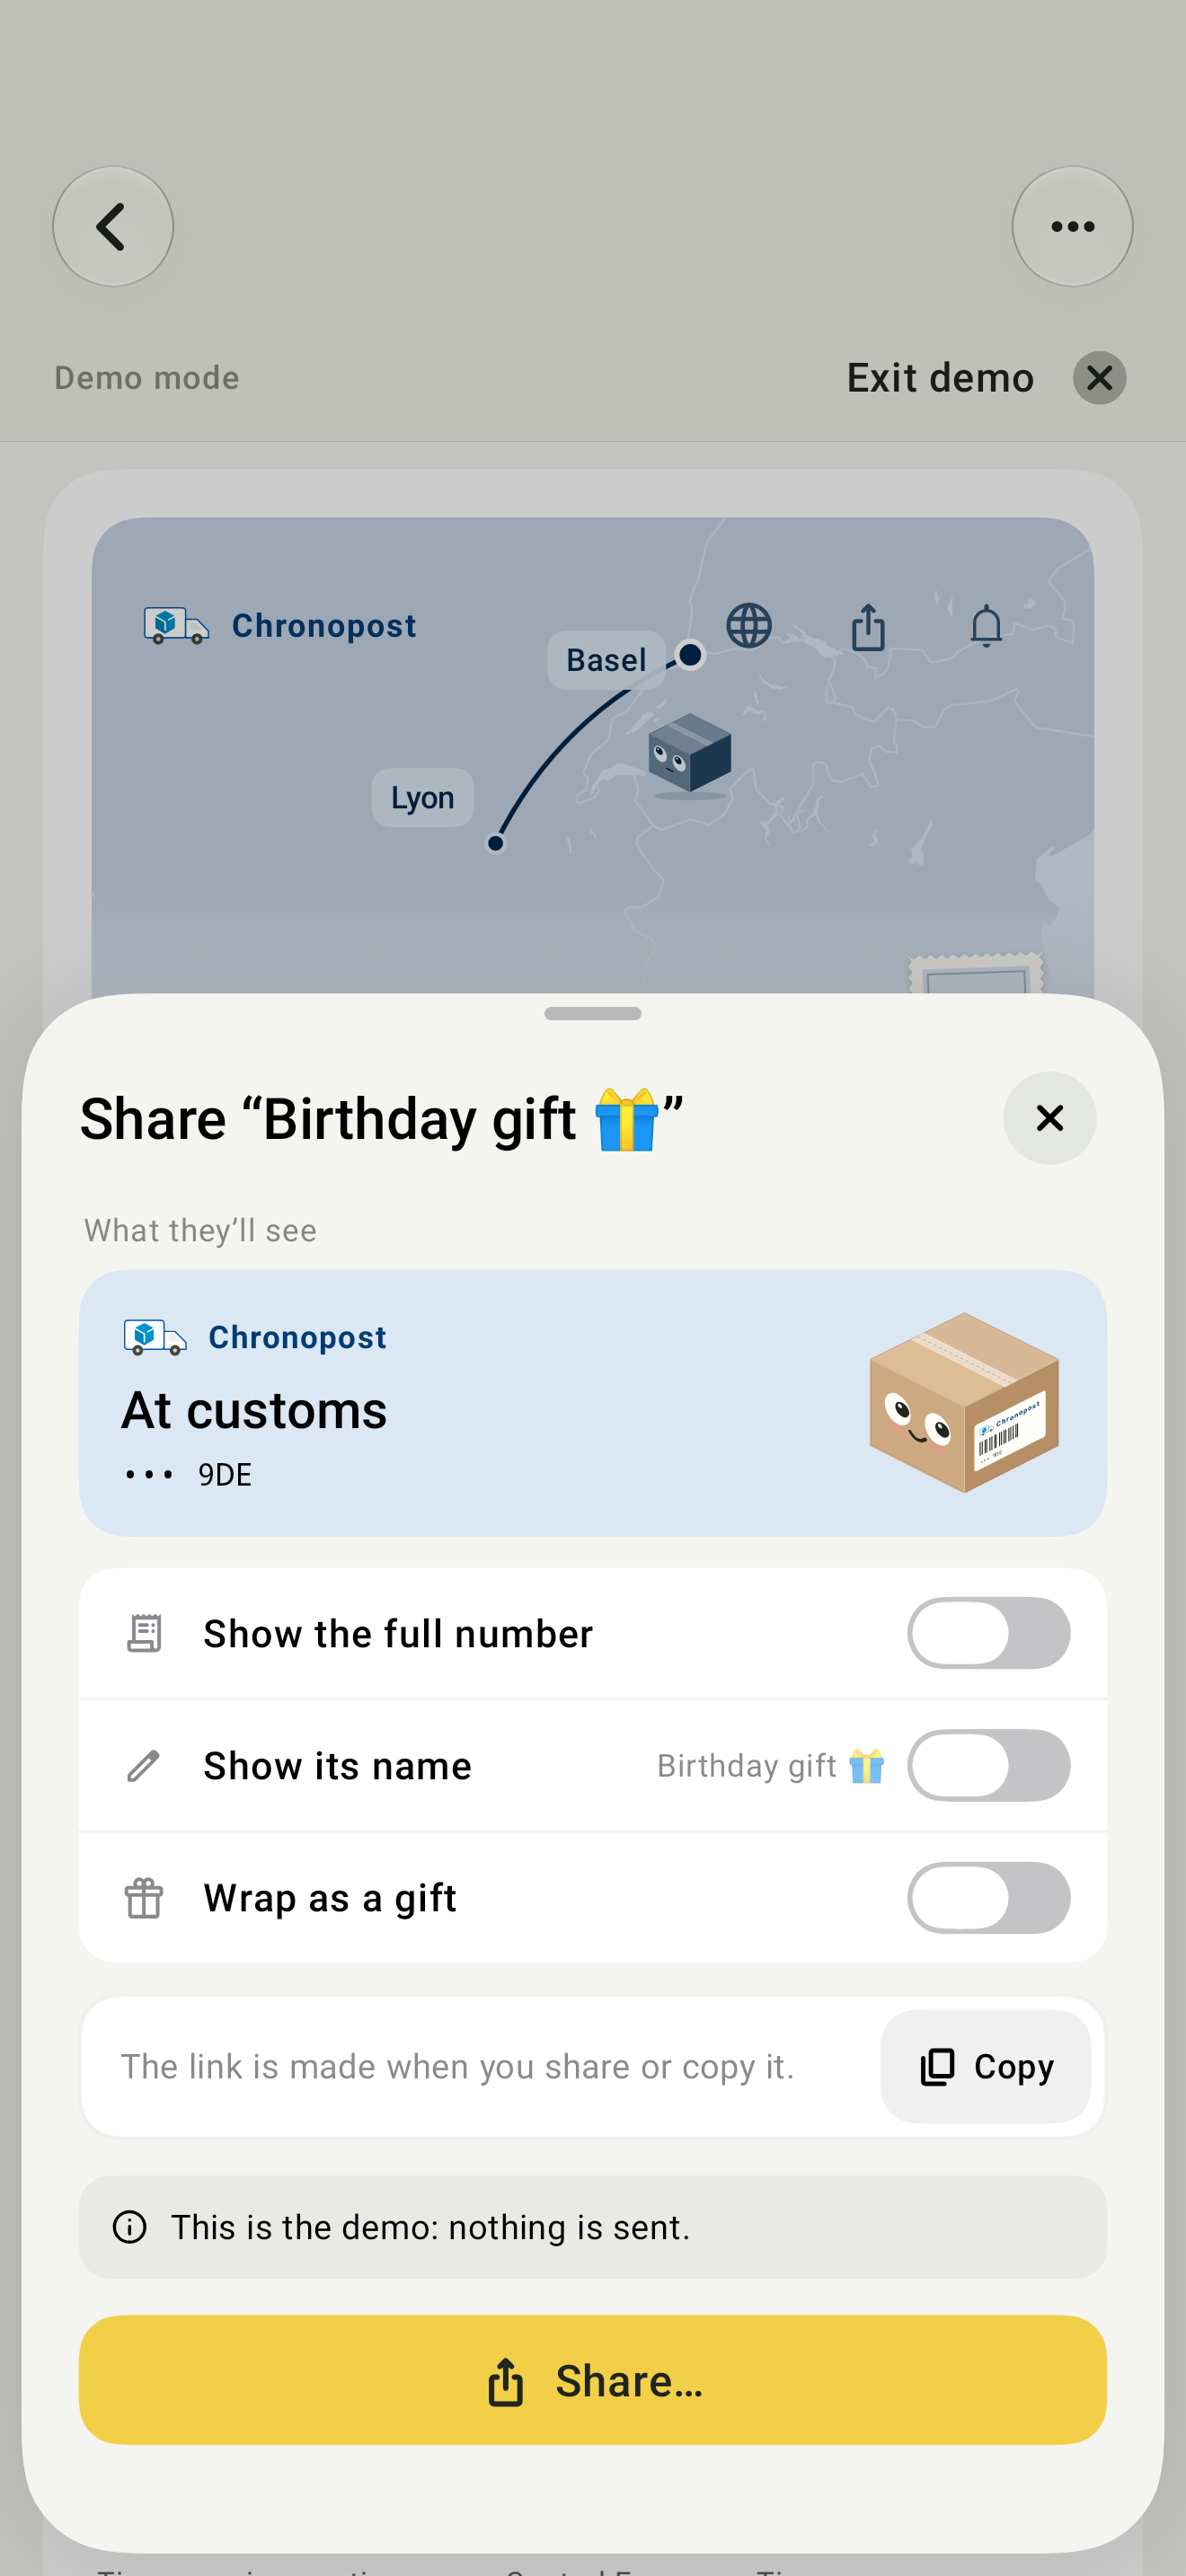 Demo mode
Exit demo
Chronopost
Basel
Lyon
Share “Birthday gift 🎁”
What they’ll see
Chronopost
At customs
••• 9DE
Chronopost
Show the full number
Show its name
Birthday gift 🎁
Wrap as a gift
The link is made when you share or copy it.
Copy
This is the demo: nothing is sent.
Share…